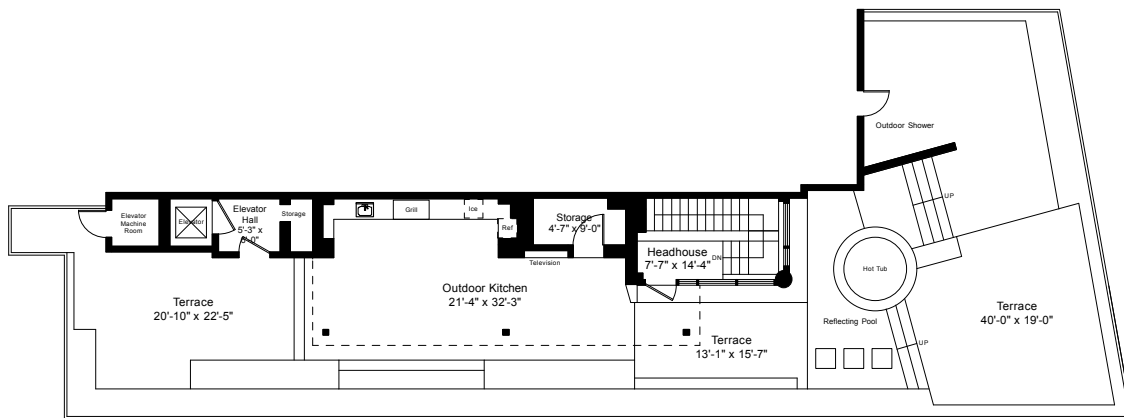 Outdoor Shower
UP
Elevator
Machine
Room
Elevator
Elevator
Hall
5'-3" x
Storage
Grill
Ice
Ref
Storage
4'-7" x 9'-0"
Television
Headhouse
7'-7" x 14'-4"
DN
Hot Tub
Terrace
20'-10" x 22'-5"
Outdoor Kitchen
21'-4" x 32'-3"
Terrace
13'-1" x 15'-7"
Reflecting Pool
UP
Terrace
40'-0" x 19'-0"